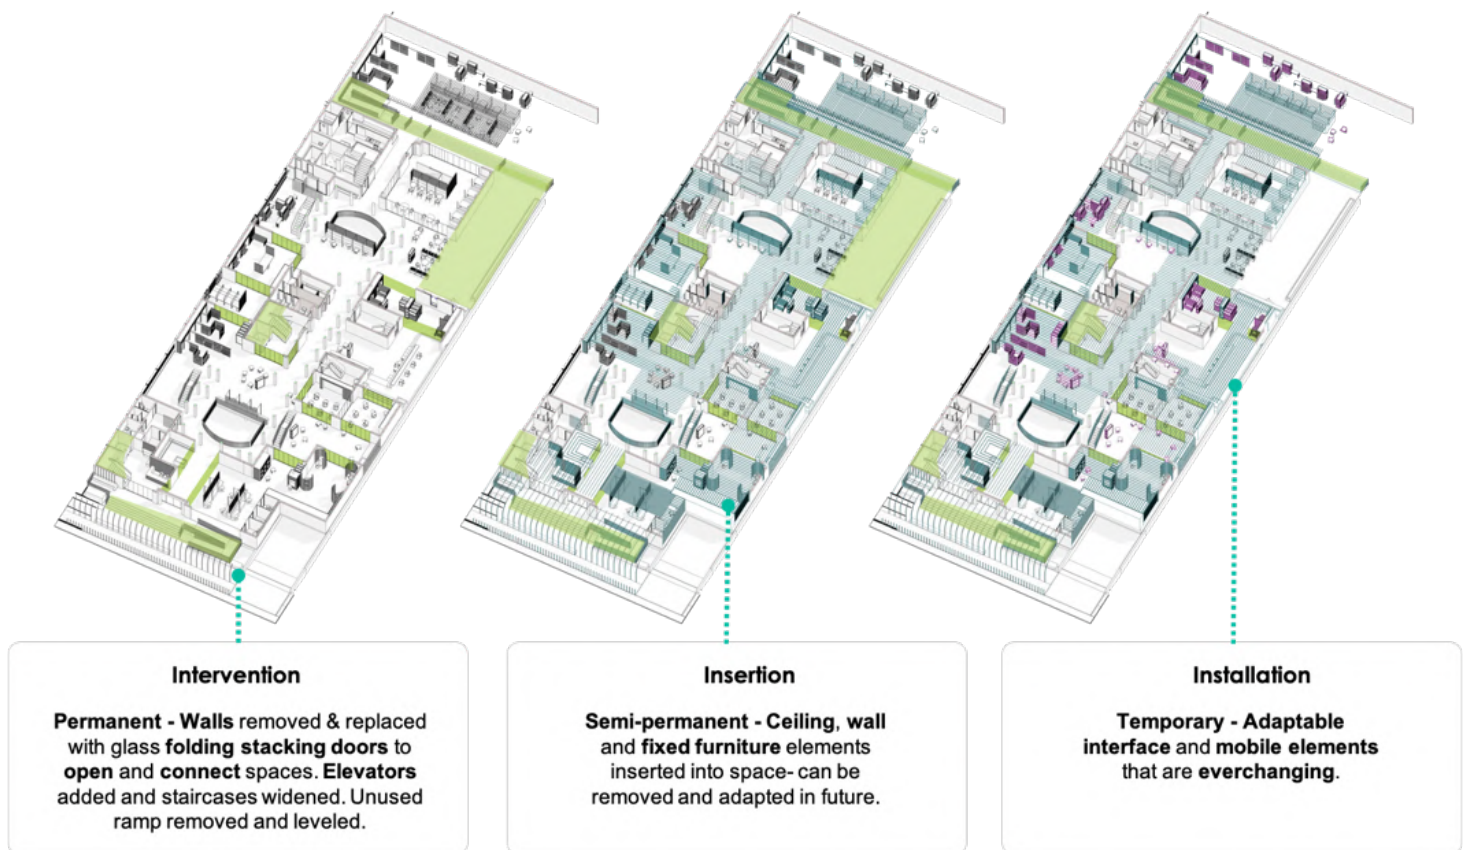 Intervention
Permanent - Walls removed & replaced
with glass folding stacking doors to
open and connect spaces. Elevators
added and staircases widened. Unused
ramp removed and leveled.
Insertion
Semi-permanent - Ceiling, wall
and fixed furniture elements
inserted into space- can be
removed and adapted in future.
Installation
Temporary - Adaptable
interface and mobile elements
that are everchanging.